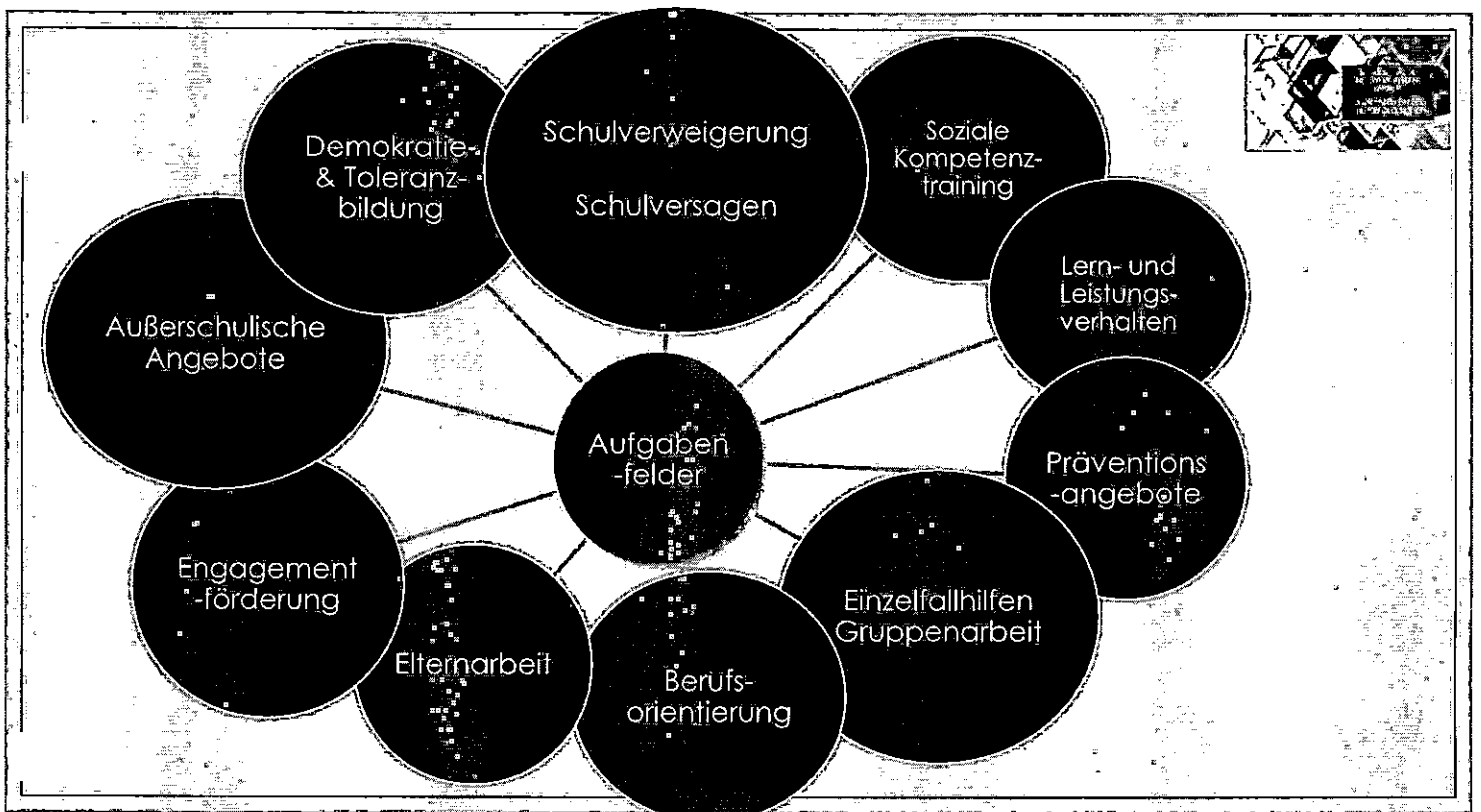 Schulverweigerung
Schulversagen
Soziale
Kompetenz-
training
Lern- und
Leistungs-
verhalten
Präventions
-angebote
Einzelfallhilfen
Gruppenarbeit
Berufs-
orientierung
Elternarbeit
Engagement
-förderung
Außerschulische
Angebote
Demokratie-
& Toleranz-
bildung
Aufgaben
-felder